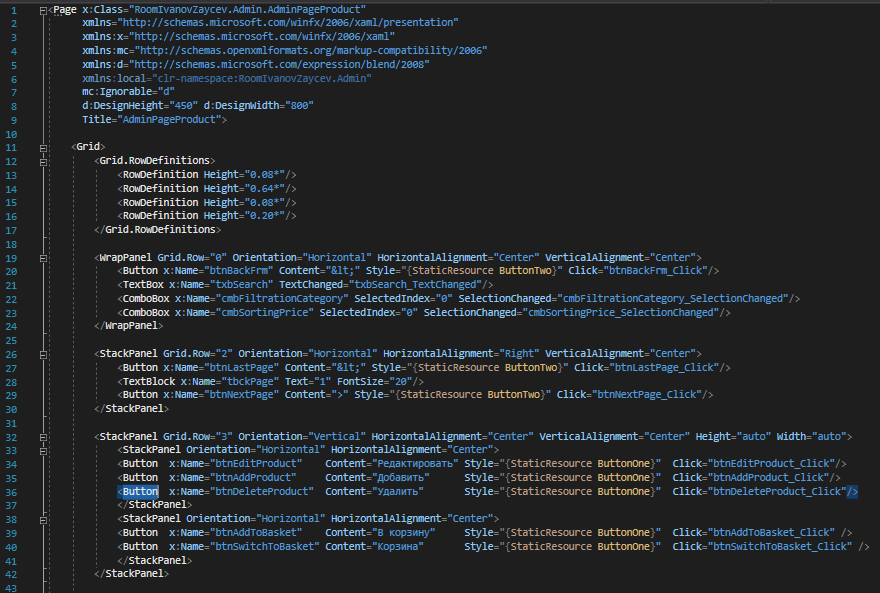 1 <Page x:Class="RoomIvanovZaycev.Admin.AdminPageProduct"
2 xmlns="http://schemas.microsoft.com/winfx/2006/xaml/presentation"
3 xmlns:x="http://schemas.microsoft.com/winfx/2006/xaml"
4 xmlns:mc="http://schemas.openxmlformats.org/markup-compatibility/2006"
5 xmlns:d="http://schemas.microsoft.com/expression/blend/2008"
6 xmlns:local="clr-namespace:RoomIvanovZaycev.Admin"
7 mc:Ignorable="d"
8 d:DesignHeight="450" d:DesignWidth="800"
9 Title="AdminPageProduct">
10
11 <Grid>
12 <Grid.RowDefinitions>
13 <RowDefinition Height="0.08*"/>
14 <RowDefinition Height="0.64*"/>
15 <RowDefinition Height="0.08*"/>
16 <RowDefinition Height="0.20*"/>
17 </Grid.RowDefinitions>
18
19 <WrapPanel Grid.Row="0" Orientation="Horizontal" HorizontalAlignment="Center" VerticalAlignment="Center">
20 <Button x:Name="btnBackFrm" Content="&lt;" Style="{StaticResource ButtonTwo}" Click="btnBackFrm_Click"/>
21 <TextBox x:Name="txbSearch" TextChanged="txbSearch_TextChanged"/>
22 <ComboBox x:Name="cmbFiltrationCategory" SelectedIndex="0" SelectionChanged="cmbFiltrationCategory_SelectionChanged"/>
23 <ComboBox x:Name="cmbSortingPrice" SelectedIndex="0" SelectionChanged="cmbSortingPrice_SelectionChanged"/>
24 </WrapPanel>
25
26 <StackPanel Grid.Row="2" Orientation="Horizontal" HorizontalAlignment="Right" VerticalAlignment="Center">
27 <Button x:Name="btnLastPage" Content="&lt;" Style="{StaticResource ButtonTwo}" Click="btnLastPage_Click"/>
28 <TextBlock x:Name="tbckPage" Text="1" FontSize="20"/>
29 <Button x:Name="btnNextPage" Content=">" Style="{StaticResource ButtonTwo}" Click="btnNextPage_Click"/>
30 </StackPanel>
31
32 <StackPanel Grid.Row="3" Orientation="Vertical" HorizontalAlignment="Center" VerticalAlignment="Center" Height="auto" Width="auto">
33 <StackPanel Orientation="Horizontal" HorizontalAlignment="Center">
34 <Button x:Name="btnEditProduct" Content="Редактировать" Style="{StaticResource ButtonOne}" Click="btnEditProduct_Click"/>
35 <Button x:Name="btnAddProduct" Content="Добавить" Style="{StaticResource ButtonOne}" Click="btnAddProduct_Click"/>
36 <Button x:Name="btnDeleteProduct" Content="Удалить" Style="{StaticResource ButtonOne}" Click="btnDeleteProduct_Click"/>
37 </StackPanel>
38 <StackPanel Orientation="Horizontal" HorizontalAlignment="Center">
39 <Button x:Name="btnAddToBasket" Content="В корзину" Style="{StaticResource ButtonOne}" Click="btnAddToBasket_Click" />
40 <Button x:Name="btnSwitchToBasket" Content="Корзина" Style="{StaticResource ButtonOne}" Click="btnSwitchToBasket_Click" />
41 </StackPanel>
42 </StackPanel>
43